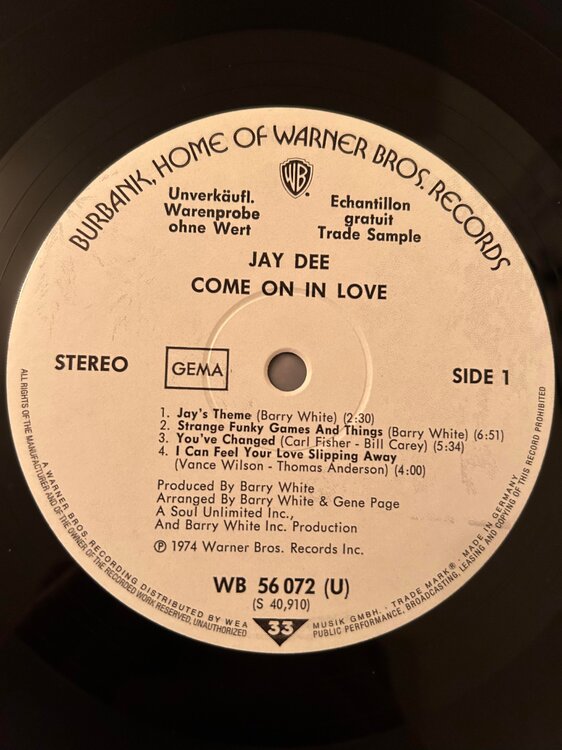 BURBANK, HOME OF WARNER BROS. RECORDS
WB
Unverkäufl.
Warenprobe
ohne Wert
Echantillon
gratuit
Trade Sample
JAY DEE
COME ON IN LOVE
STEREO
GEMA
SIDE 1
1. Jay's Theme (Barry White) (2:30)
2. Strange Funky Games And Things (Barry White) (6:51)
3. You've Changed (Carl Fisher - Bill Carey) (5:34)
4. I Can Feel Your Love Slipping Away
(Vance Wilson - Thomas Anderson) (4:00)
Produced By Barry White
Arranged By Barry White & Gene Page
A Soul Unlimited Inc.,
And Barry White Inc. Production
℗ 1974 Warner Bros. Records Inc.
WB 56 072 (U)
(S 40,910)
33
A WARNER BROS. RECORDING DISTRIBUTED BY WEA MUSIK GMBH. · TRADE MARK® · MADE IN GERMANY
ALL RIGHTS OF THE MANUFACTURER AND OF THE OWNER OF THE RECORDED WORK RESERVED, UNAUTHORIZED PUBLIC PERFORMANCE, BROADCASTING, LEASING AND COPYING OF THIS RECORD PROHIBITED